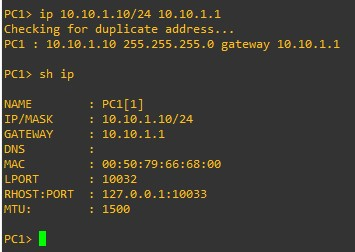 PC1> ip 10.10.1.10/24 10.10.1.1
Checking for duplicate address...
PC1 : 10.10.1.10 255.255.255.0 gateway 10.10.1.1
PC1> sh ip
NAME        : PC1[1]
IP/MASK     : 10.10.1.10/24
GATEWAY     : 10.10.1.1
DNS         :
MAC         : 00:50:79:66:68:00
LPORT       : 10032
RHOST:PORT  : 127.0.0.1:10033
MTU:        : 1500
PC1>